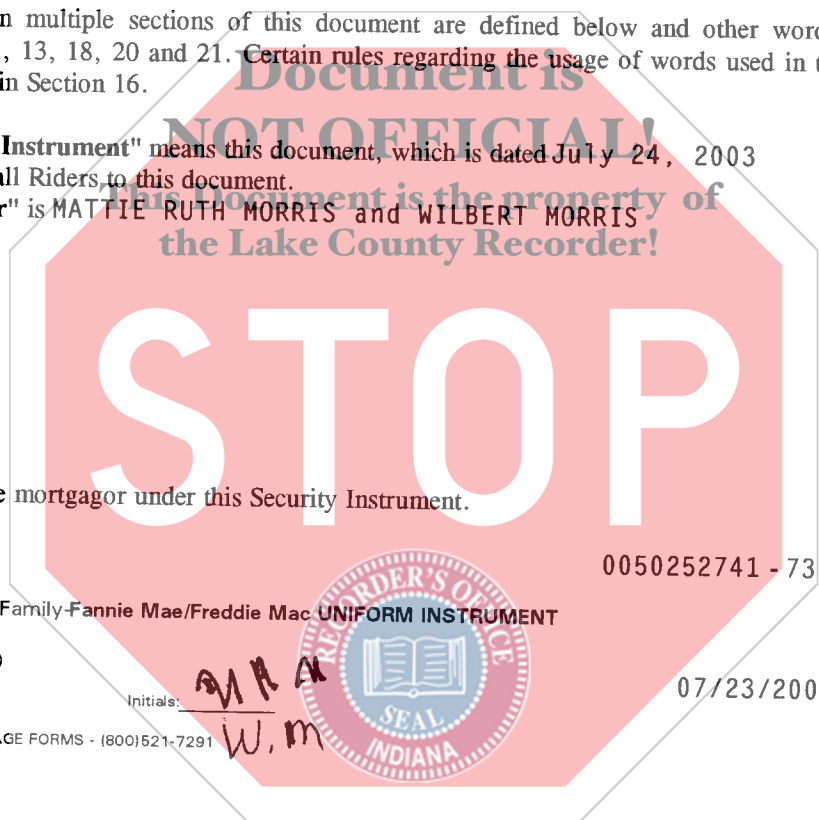 n multiple sections of this document are defined below and other word
, 13, 18, 20 and 21. Certain rules regarding the usage of words used in t
in Section 16.
Document is
NOT OFFICIAL!
Instrument" means this document, which is dated July 24, 2003
all Riders to this document.
This Document is the property of
r" is MATTIE RUTH MORRIS and WILBERT MORRIS
the Lake County Recorder!
STOP
e mortgagor under this Security Instrument.
0050252741 - 73
Family-Fannie Mae/Freddie Mac UNIFORM INSTRUMENT
RECORDER'S OFFICE
SEAL
INDIANA
Initials: MRM
07/23/200
AGE FORMS - (800)521-7291 W.M